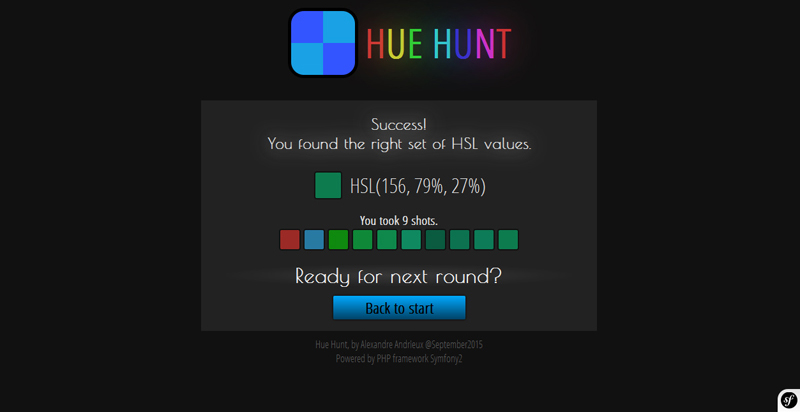 HUE HUNT
Success!
You found the right set of HSL values.
HSL(156, 79%, 27%)
You took 9 shots.
Ready for next round?
Back to start
Hue Hunt, by Alexandre Andrieux @September2015
Powered by PHP framework Symfony2
sf